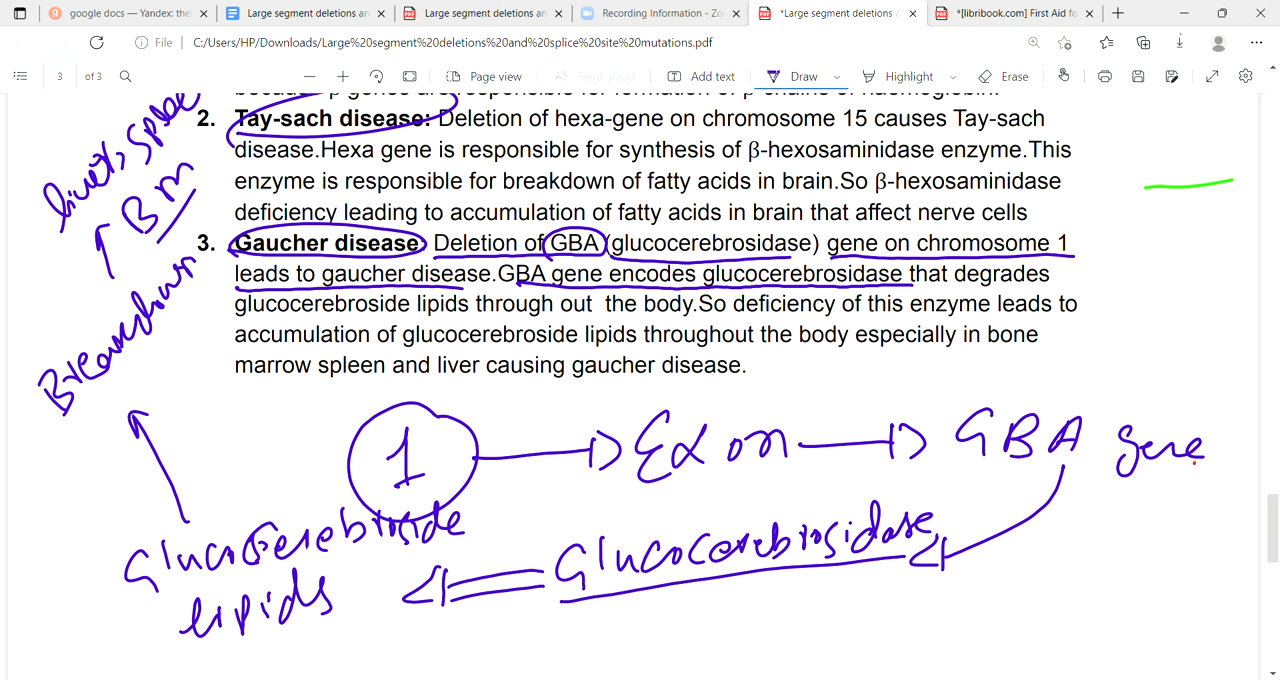 google docs — Yandex: the
Large segment deletions an
Large segment deletions an
Recording Information - Zo
*Large segment deletions
*[libribook.com] First Aid fo
File
C:/Users/HP/Downloads/Large%20segment%20deletions%20and%20splice%20site%20mutations.pdf
3 of 3
Page view
Read aloud
Add text
Draw
Highlight
Erase
2. Tay-sach disease: Deletion of hexa-gene on chromosome 15 causes Tay-sach
disease.Hexa gene is responsible for synthesis of β-hexosaminidase enzyme.This
enzyme is responsible for breakdown of fatty acids in brain.So β-hexosaminidase
deficiency leading to accumulation of fatty acids in brain that affect nerve cells
3. Gaucher disease: Deletion of GBA (glucocerebrosidase) gene on chromosome 1
leads to gaucher disease.GBA gene encodes glucocerebrosidase that degrades
glucocerebroside lipids through out the body.So deficiency of this enzyme leads to
accumulation of glucocerebroside lipids throughout the body especially in bone
marrow spleen and liver causing gaucher disease.
BM
Breakdown
1 Exon GBA gene
Glucocerebrosidase
Glucocerebroside
lipids